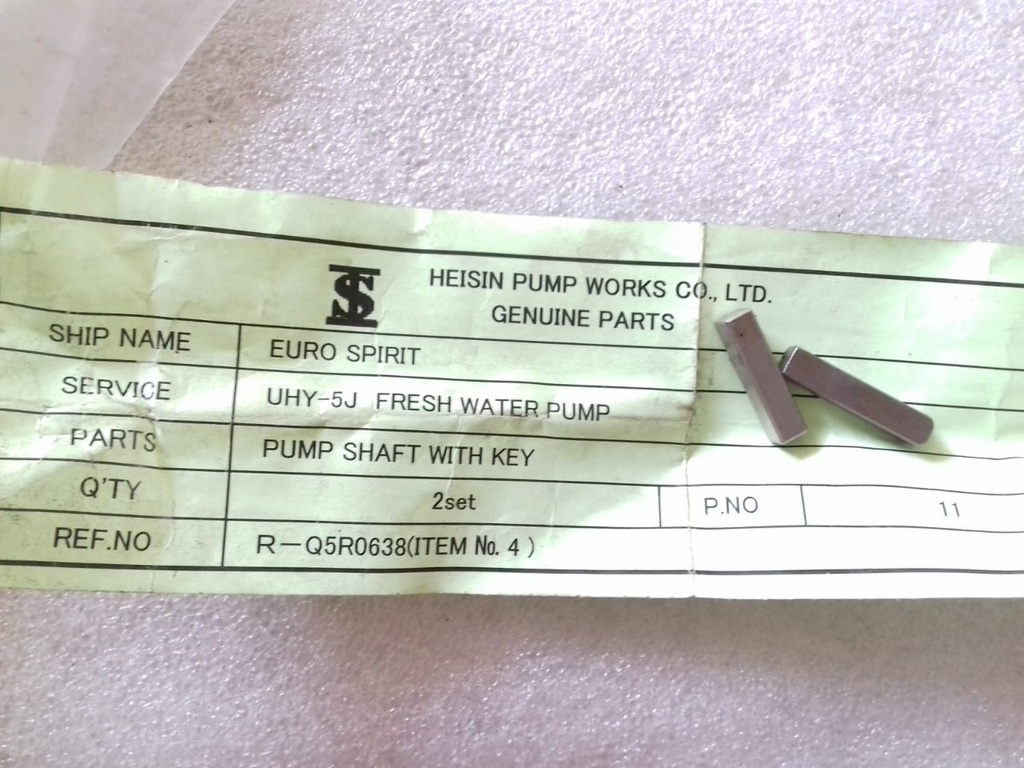 HEISIN PUMP WORKS CO., LTD.
GENUINE PARTS
SHIP NAME EURO SPIRIT
SERVICE UHY-5J FRESH WATER PUMP
PARTS PUMP SHAFT WITH KEY
Q'TY 2set P.NO 11
REF.NO R-Q5R0638(ITEM No. 4 )